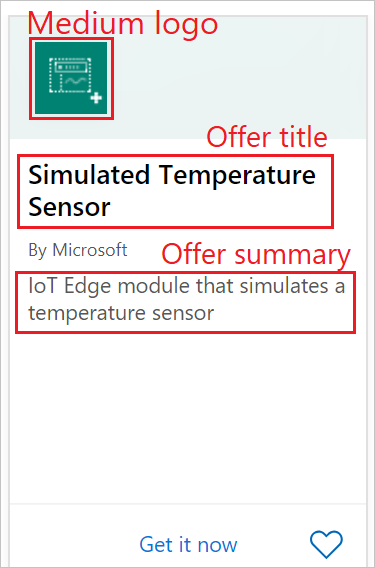 Medium logo
Offer title
Simulated Temperature
Sensor
By Microsoft
Offer summary
IoT Edge module that simulates a
temperature sensor
Get it now